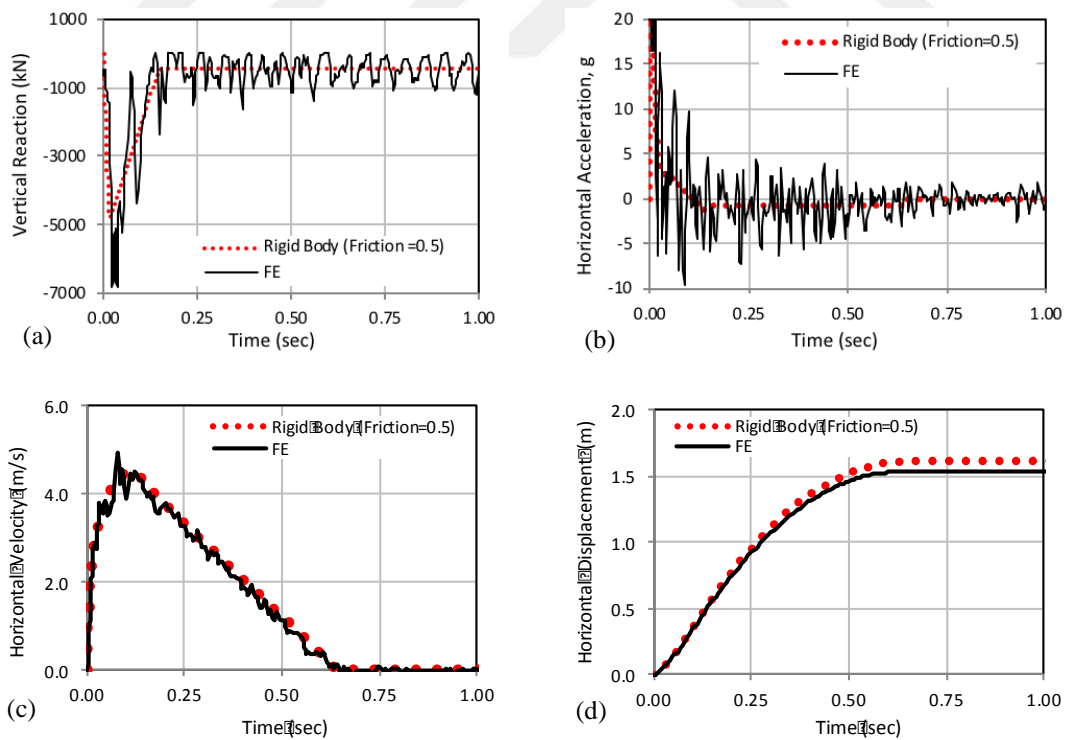 1000
-1000
-3000
-5000
-7000
Vertical Reaction (kN)
Rigid Body (Friction =0.5)
FE
0.00 0.25 0.50 0.75 1.00
Time (sec)
(a)
20
15
10
5
0
-5
-10
Horizontal Acceleration, g
Rigid Body (Friction=0.5)
FE
0.00 0.25 0.50 0.75 1.00
Time (sec)
(b)
6.0
4.0
2.0
0.0
Horizontal Velocity (m/s)
Rigid Body (Friction=0.5)
FE
0.00 0.25 0.50 0.75 1.00
Time (sec)
(c)
2.0
1.5
1.0
0.5
0.0
Horizontal Displacement (m)
Rigid Body (Friction=0.5)
FE
0.00 0.25 0.50 0.75 1.00
Time (sec)
(d)